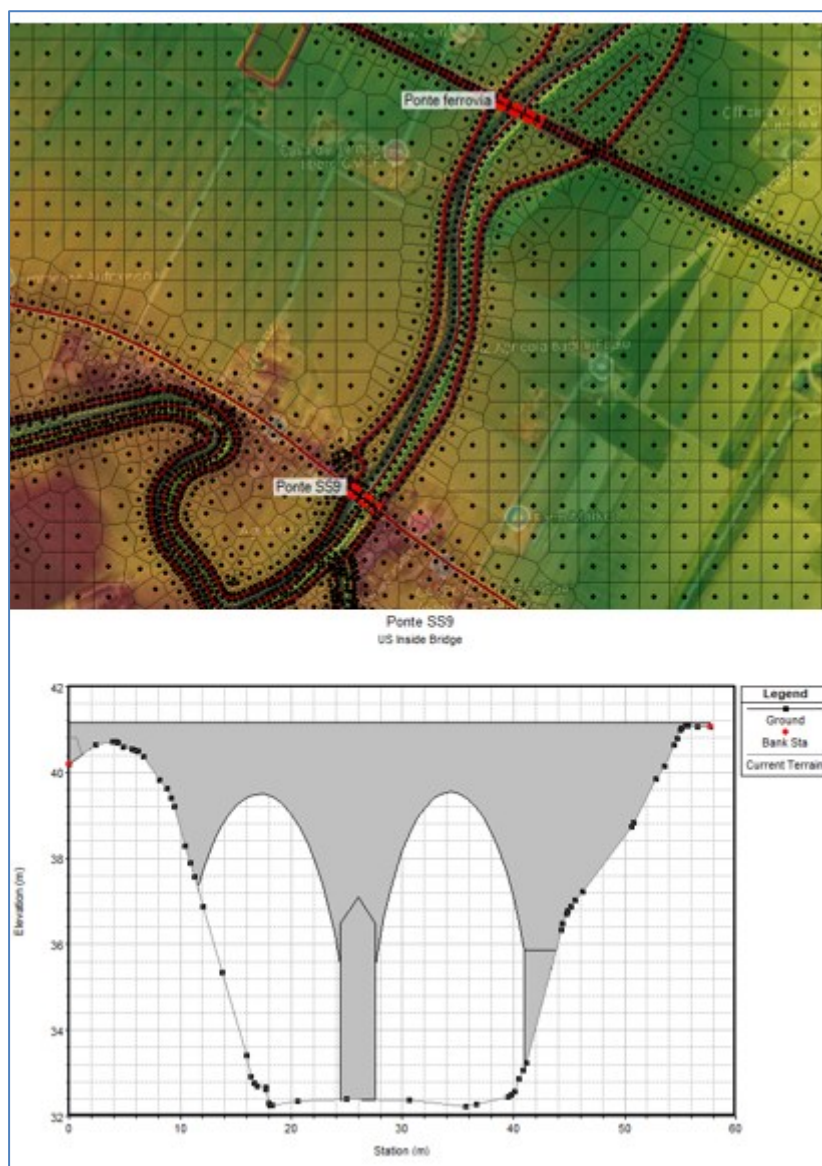 Ponte ferrovia
Ponte SS9
Ponte SS9
US Inside Bridge
42
40
38
36
34
32
Elevation (m)
0
10
20
30
40
50
60
Station (m)
Legend
Ground
Bank Sta
Current Terrain